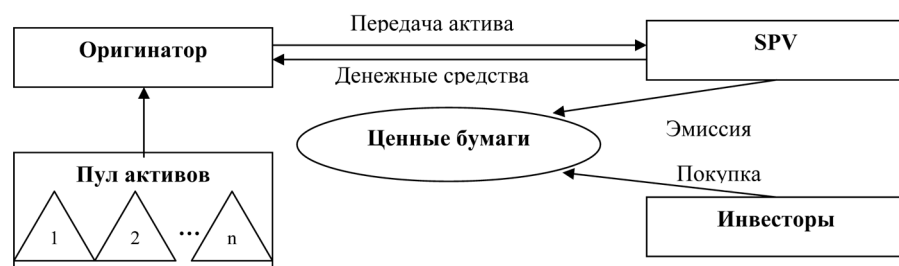 Передача актива
Оригинатор
SPV
Денежные средства
Ценные бумаги
Эмиссия
Пул активов
Покупка
1 2 ... n
Инвесторы